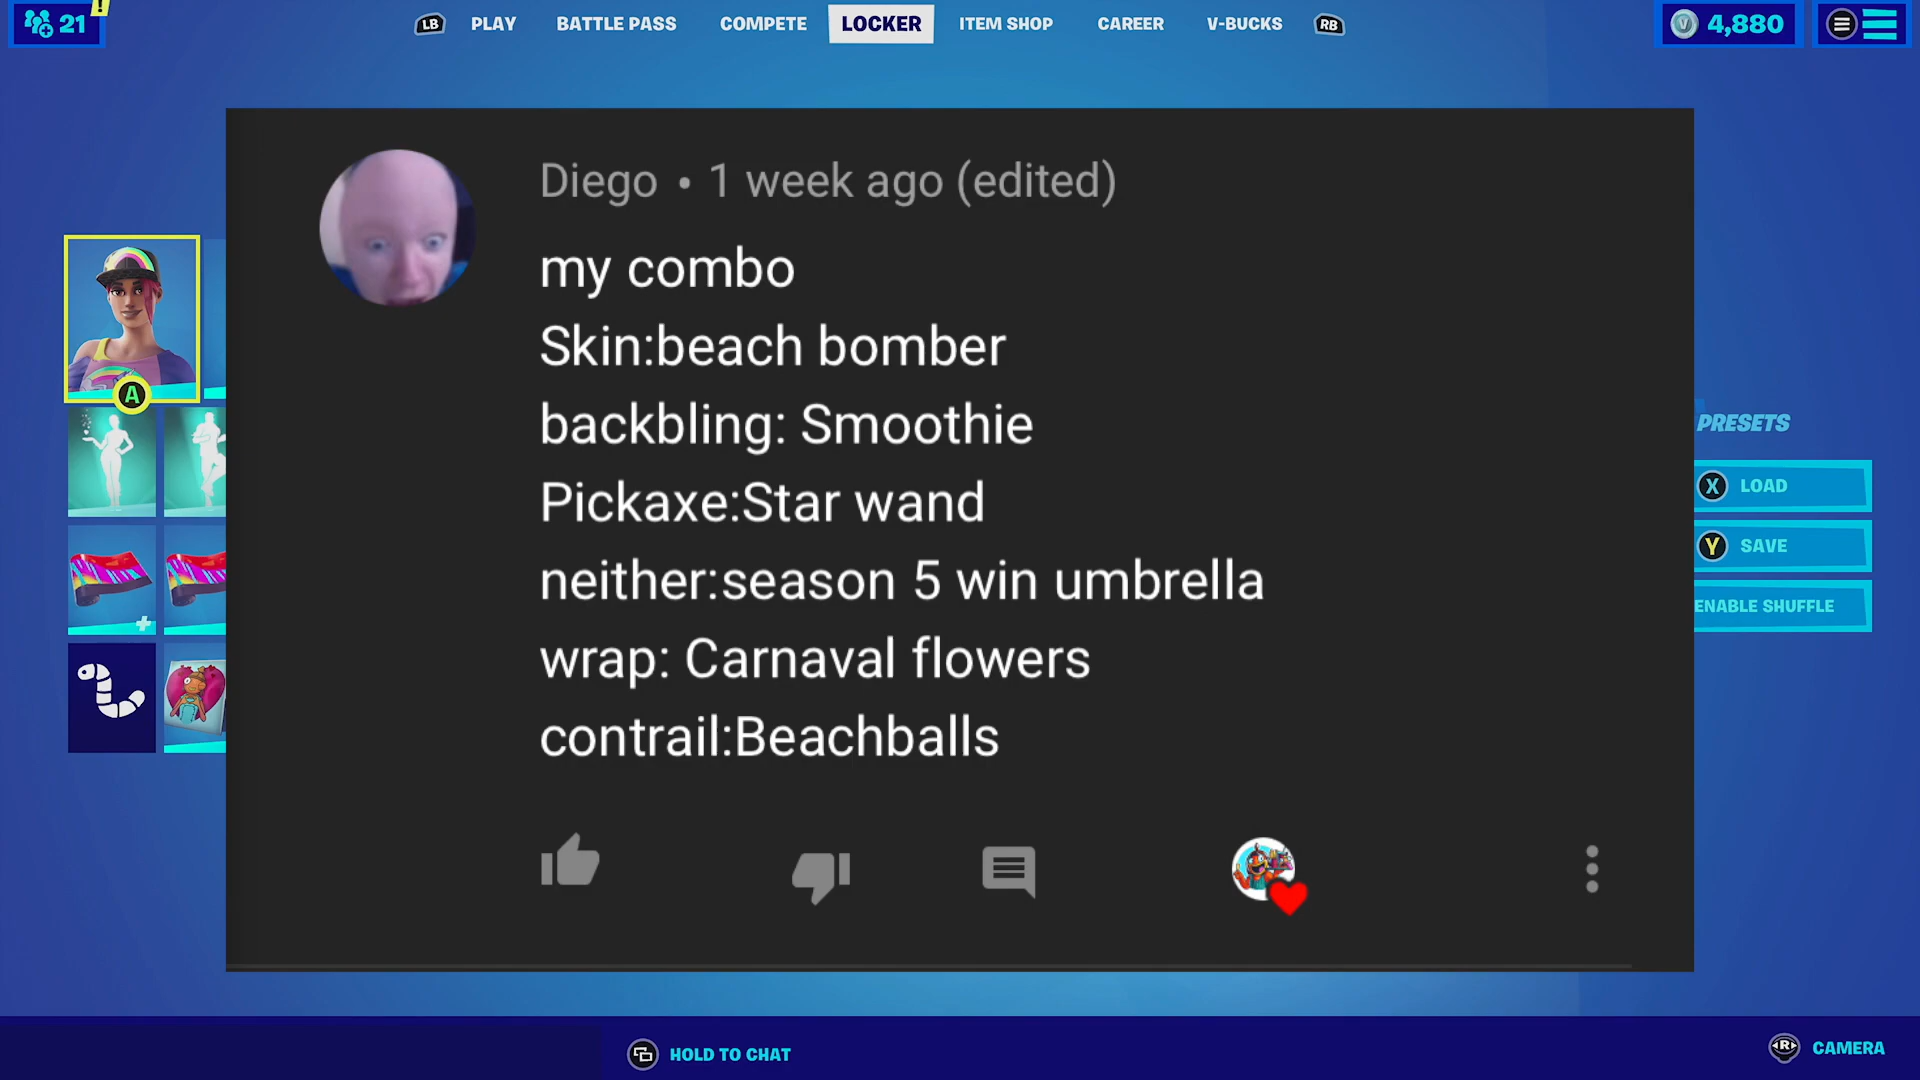 21 !
LB PLAY BATTLE PASS COMPETE LOCKER ITEM SHOP CAREER V-BUCKS RB
V 4,880
Diego • 1 week ago (edited)
my combo
Skin:beach bomber
backbling: Smoothie
Pickaxe:Star wand
neither:season 5 win umbrella
wrap: Carnaval flowers
contrail:Beachballs
A
PRESETS
X LOAD
Y SAVE
ENABLE SHUFFLE
HOLD TO CHAT
R CAMERA